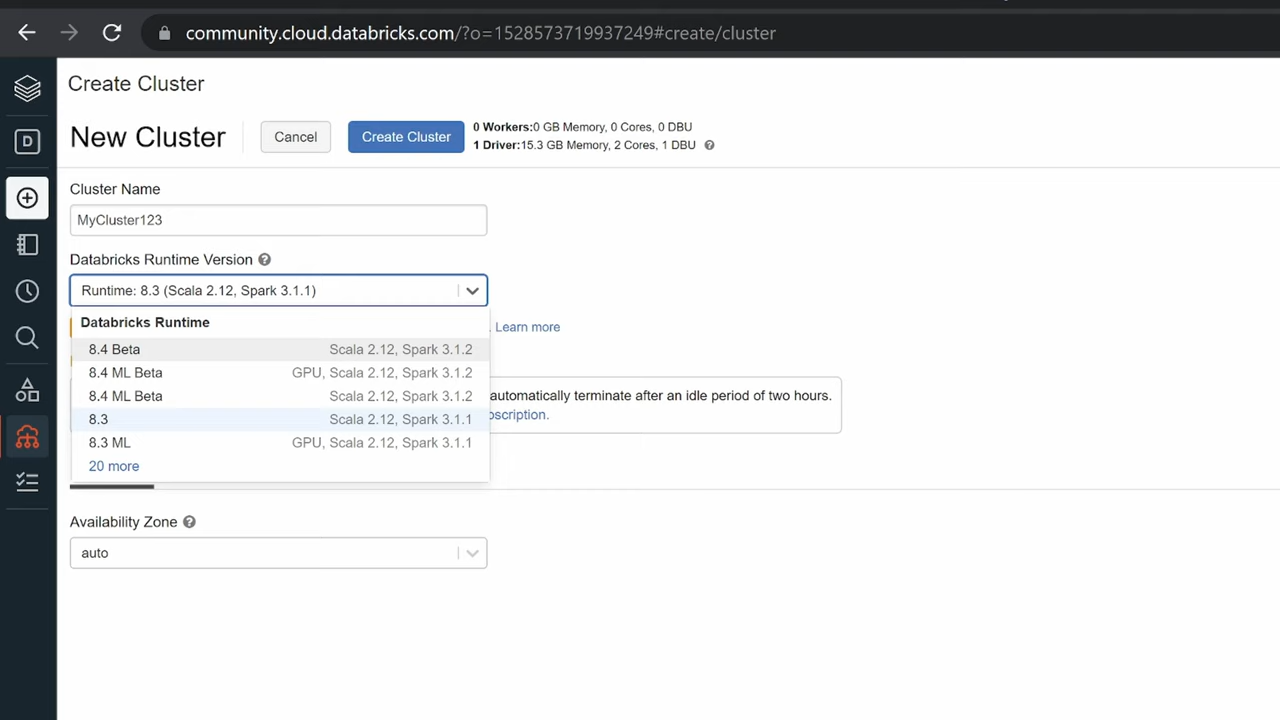 community.cloud.databricks.com/?o=1528573719937249#create/cluster
Create Cluster
New Cluster
Cancel
Create Cluster
0 Workers:0 GB Memory, 0 Cores, 0 DBU
1 Driver:15.3 GB Memory, 2 Cores, 1 DBU ?
D
Cluster Name
MyCluster123
Databricks Runtime Version ?
Runtime: 8.3 (Scala 2.12, Spark 3.1.1)
Databricks Runtime
. Learn more
8.4 Beta Scala 2.12, Spark 3.1.2
8.4 ML Beta GPU, Scala 2.12, Spark 3.1.2
8.4 ML Beta Scala 2.12, Spark 3.1.2
automatically terminate after an idle period of two hours.
8.3 Scala 2.12, Spark 3.1.1
bscription.
8.3 ML GPU, Scala 2.12, Spark 3.1.1
20 more
Availability Zone ?
auto